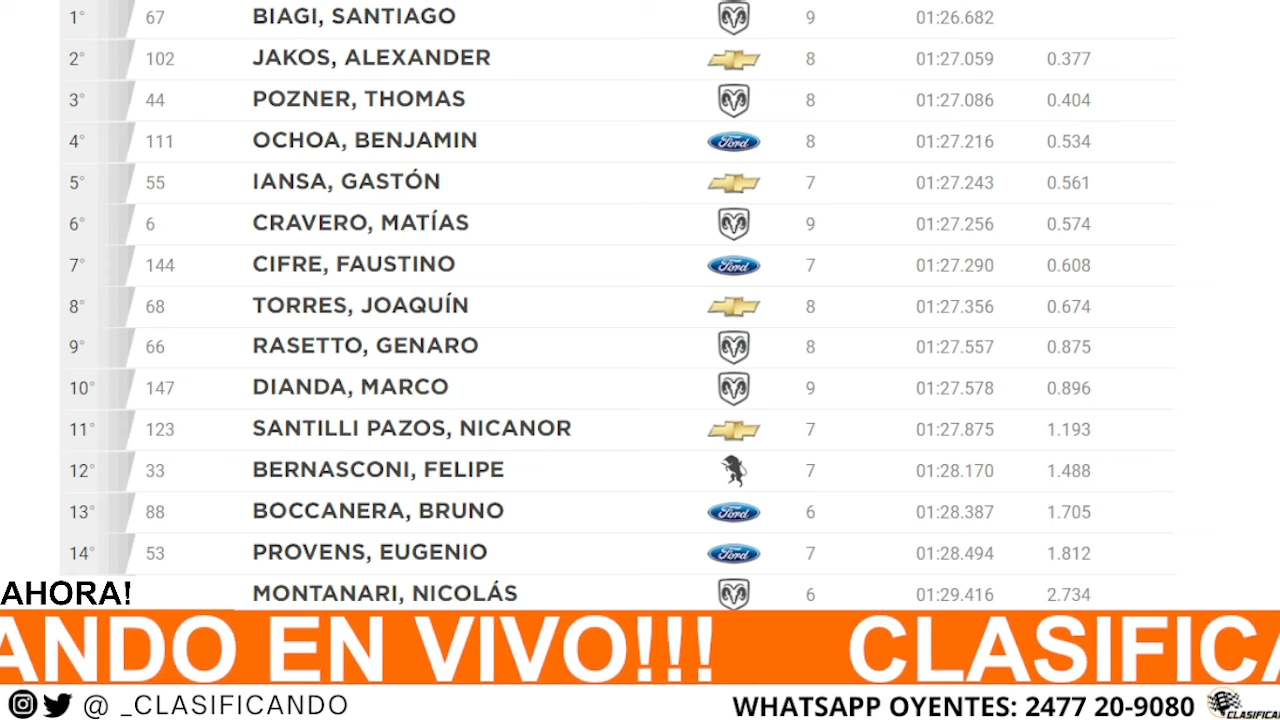 1° 67 BIAGI, SANTIAGO 9 01:26.682
2° 102 JAKOS, ALEXANDER 8 01:27.059 0.377
3° 44 POZNER, THOMAS 8 01:27.086 0.404
4° 111 OCHOA, BENJAMIN Ford 8 01:27.216 0.534
5° 55 IANSA, GASTÓN 7 01:27.243 0.561
6° 6 CRAVERO, MATÍAS 9 01:27.256 0.574
7° 144 CIFRE, FAUSTINO Ford 7 01:27.290 0.608
8° 68 TORRES, JOAQUÍN 8 01:27.356 0.674
9° 66 RASETTO, GENARO 8 01:27.557 0.875
10° 147 DIANDA, MARCO 9 01:27.578 0.896
11° 123 SANTILLI PAZOS, NICANOR 7 01:27.875 1.193
12° 33 BERNASCONI, FELIPE 7 01:28.170 1.488
13° 88 BOCCANERA, BRUNO Ford 6 01:28.387 1.705
14° 53 PROVENS, EUGENIO Ford 7 01:28.494 1.812
AHORA! MONTANARI, NICOLÁS 6 01:29.416 2.734
ANDO EN VIVO!!! CLASIFICA
@ _CLASIFICANDO WHATSAPP OYENTES: 2477 20-9080 CLASIFICAN